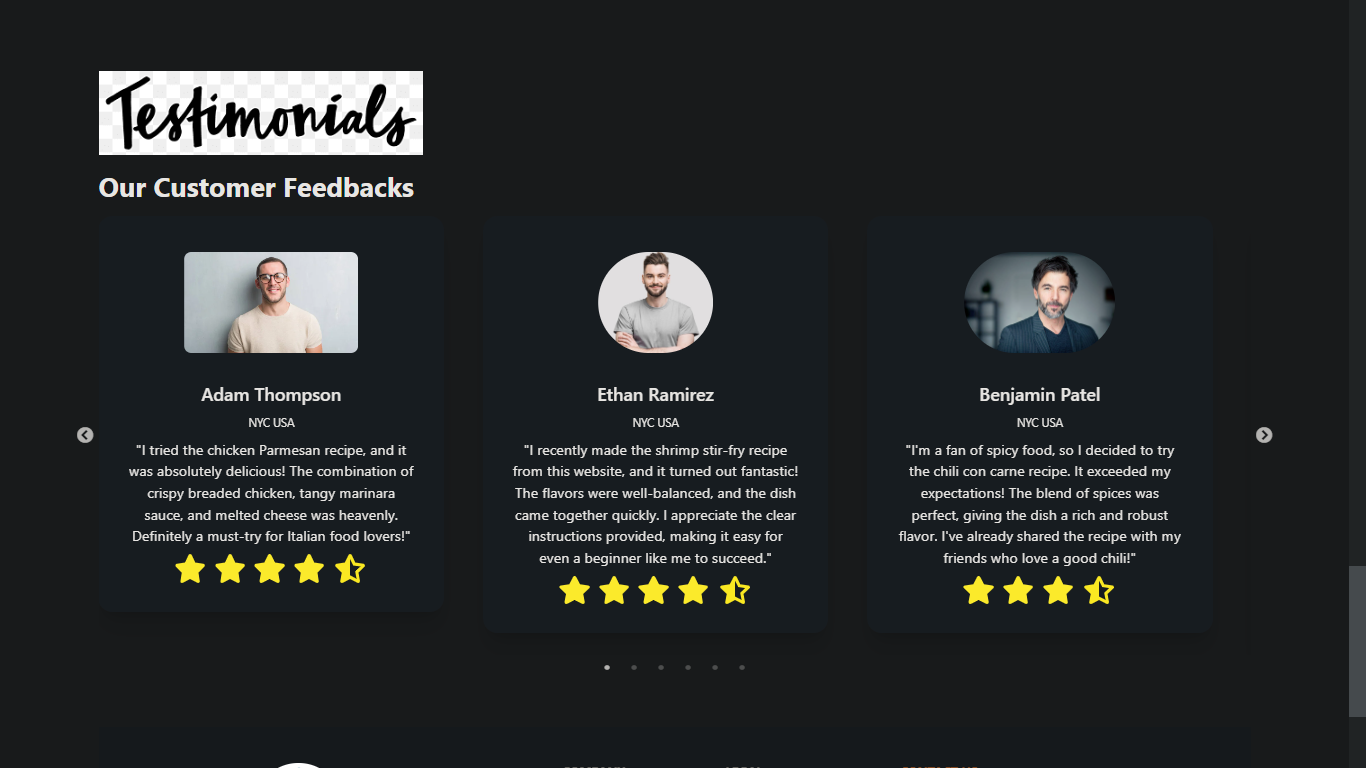 Testimonials
Our Customer Feedbacks
Adam Thompson
NYC USA
"I tried the chicken Parmesan recipe, and it
was absolutely delicious! The combination of
crispy breaded chicken, tangy marinara
sauce, and melted cheese was heavenly.
Definitely a must-try for Italian food lovers!"
Ethan Ramirez
NYC USA
"I recently made the shrimp stir-fry recipe
from this website, and it turned out fantastic!
The flavors were well-balanced, and the dish
came together quickly. I appreciate the clear
instructions provided, making it easy for
even a beginner like me to succeed."
Benjamin Patel
NYC USA
"I'm a fan of spicy food, so I decided to try
the chili con carne recipe. It exceeded my
expectations! The blend of spices was
perfect, giving the dish a rich and robust
flavor. I've already shared the recipe with my
friends who love a good chili!"